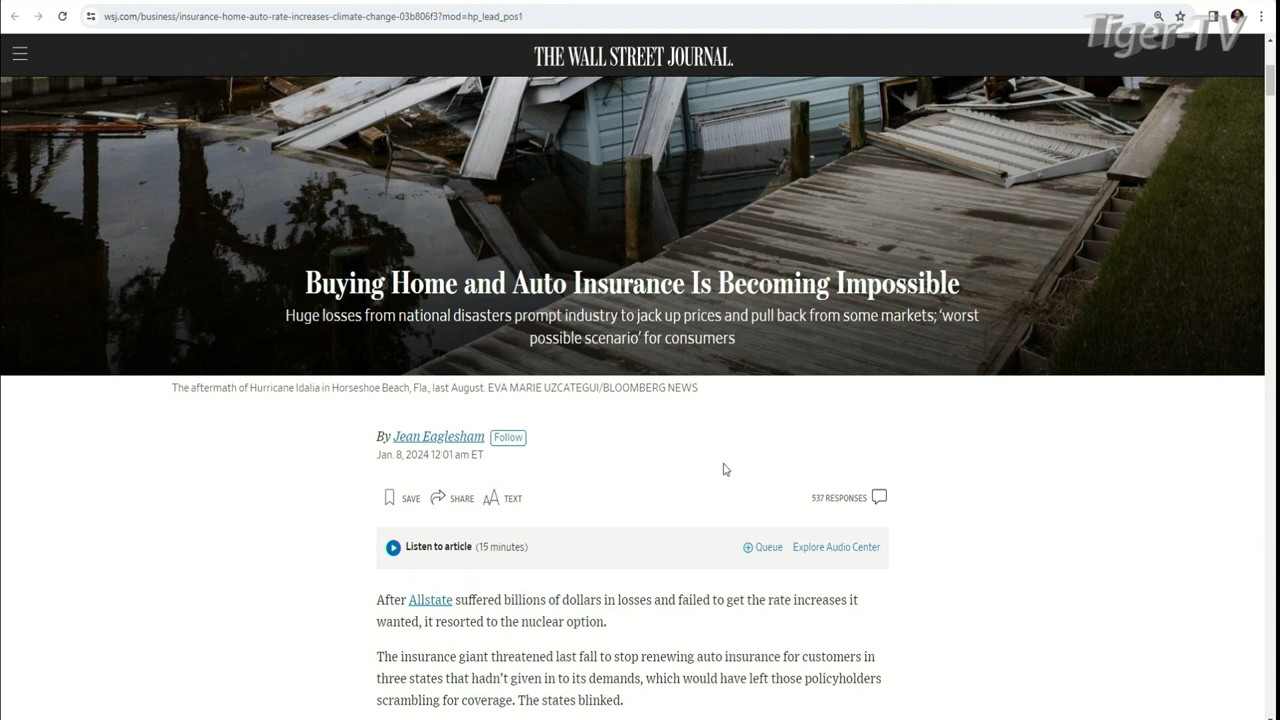 wsj.com/business/insurance-home-auto-rate-increases-climate-change-03b806f3?mod=hp_lead_pos1
Tiger-TV
THE WALL STREET JOURNAL.
Buying Home and Auto Insurance Is Becoming Impossible
Huge losses from national disasters prompt industry to jack up prices and pull back from some markets; ‘worst
possible scenario’ for consumers
The aftermath of Hurricane Idalia in Horseshoe Beach, Fla., last August. EVA MARIE UZCATEGUI/BLOOMBERG NEWS
By Jean Eaglesham Follow
Jan. 8, 2024 12:01 am ET
SAVE SHARE AA TEXT 537 RESPONSES
Listen to article (15 minutes) Queue Explore Audio Center
After Allstate suffered billions of dollars in losses and failed to get the rate increases it
wanted, it resorted to the nuclear option.
The insurance giant threatened last fall to stop renewing auto insurance for customers in
three states that hadn’t given in to its demands, which would have left those policyholders
scrambling for coverage. The states blinked.